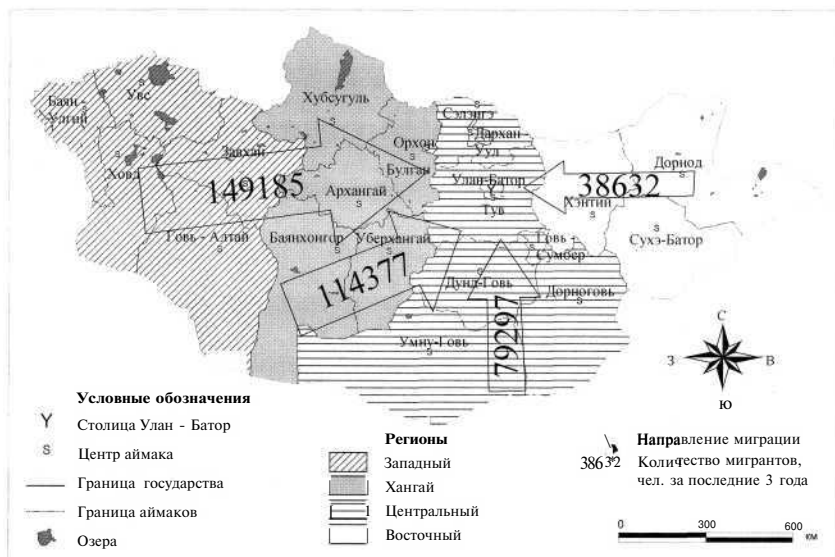 Баян -
Улгий
Увс
Хубсугуль
Сэлэнгэ
Дархан -
Уул
Орхон
Булган
Завхан
Ховд
149185
Архангай
Улан-Батор
Тув
38632
Дорнод
Хэнтий
Сухэ-Батор
Говь - Алтай
Баянхонгор
Уберхангай
Говь -
Сумбер
114377
Дунд-Говь
Дорноговь
Умну-Говь
79297
С
З
В
Ю
Условные обозначения
Y Столица Улан - Батор
S Центр аймака
Граница государства
Граница аймаков
Озера
Регионы
Западный
Хангай
Центральный
Восточный
Направление миграции
38632 Количество мигрантов,
чел. за последние 3 года
0 300 600
км